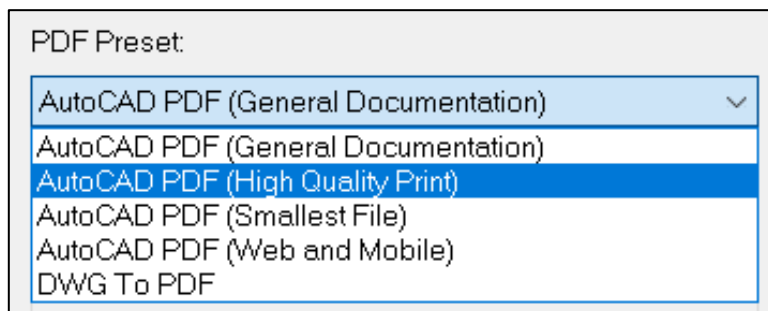 PDF Preset:
AutoCAD PDF (General Documentation)
AutoCAD PDF (General Documentation)
AutoCAD PDF (High Quality Print)
AutoCAD PDF (Smallest File)
AutoCAD PDF (Web and Mobile)
DWG To PDF